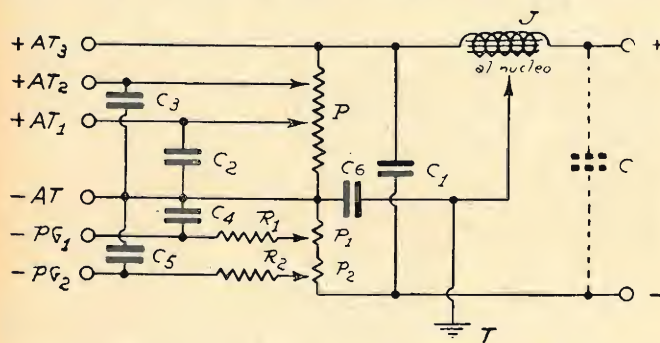 J
+AT3
+
+AT2
al nucleo
C3
P
+AT1
C2
C6
C1
C
-AT
C4
R1
P1
-PG1
C5
R2
P2
-PG2
-
T